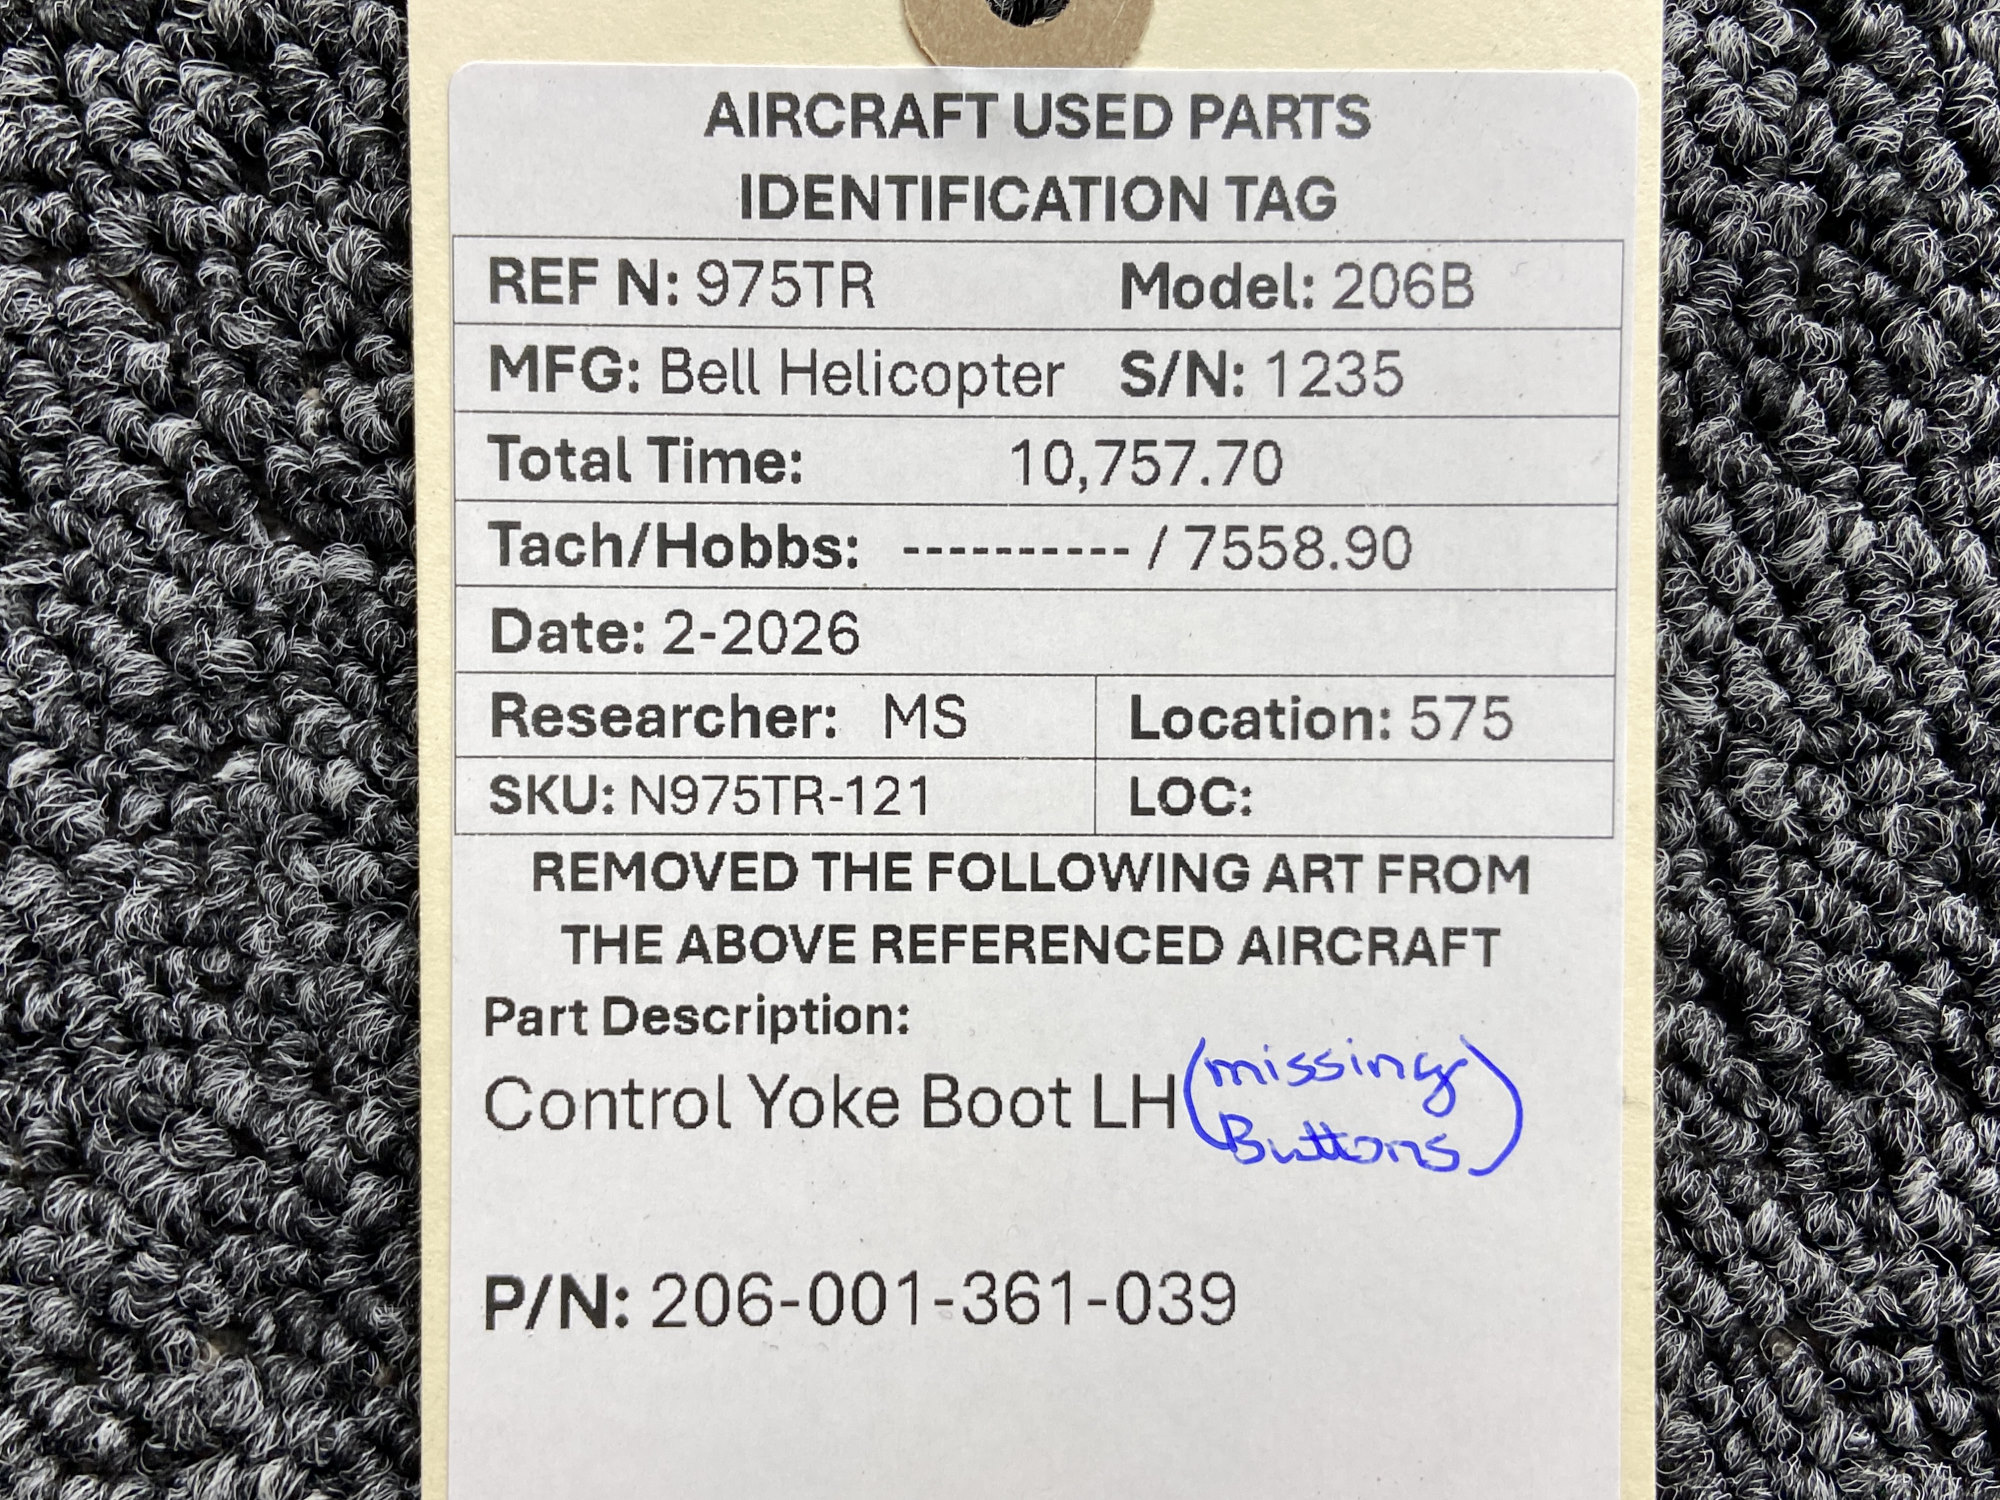 AIRCRAFT USED PARTS
IDENTIFICATION TAG
REF N: 975TR Model: 206B
MFG: Bell Helicopter S/N: 1235
Total Time: 10,757.70
Tach/Hobbs: ---------- / 7558.90
Date: 2-2026
Researcher: MS Location: 575
SKU: N975TR-121 LOC:
REMOVED THE FOLLOWING ART FROM
THE ABOVE REFERENCED AIRCRAFT
Part Description:
Control Yoke Boot LH (missing
Buttons)
P/N: 206-001-361-039